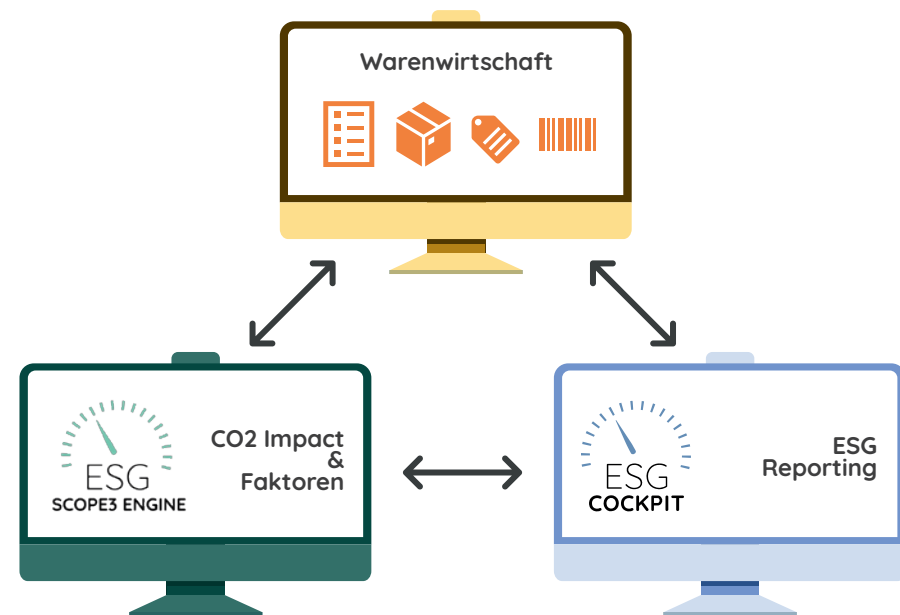 Warenwirtschaft
ESG
SCOPE3 ENGINE
CO2 Impact
&
Faktoren
ESG
COCKPIT
ESG
Reporting